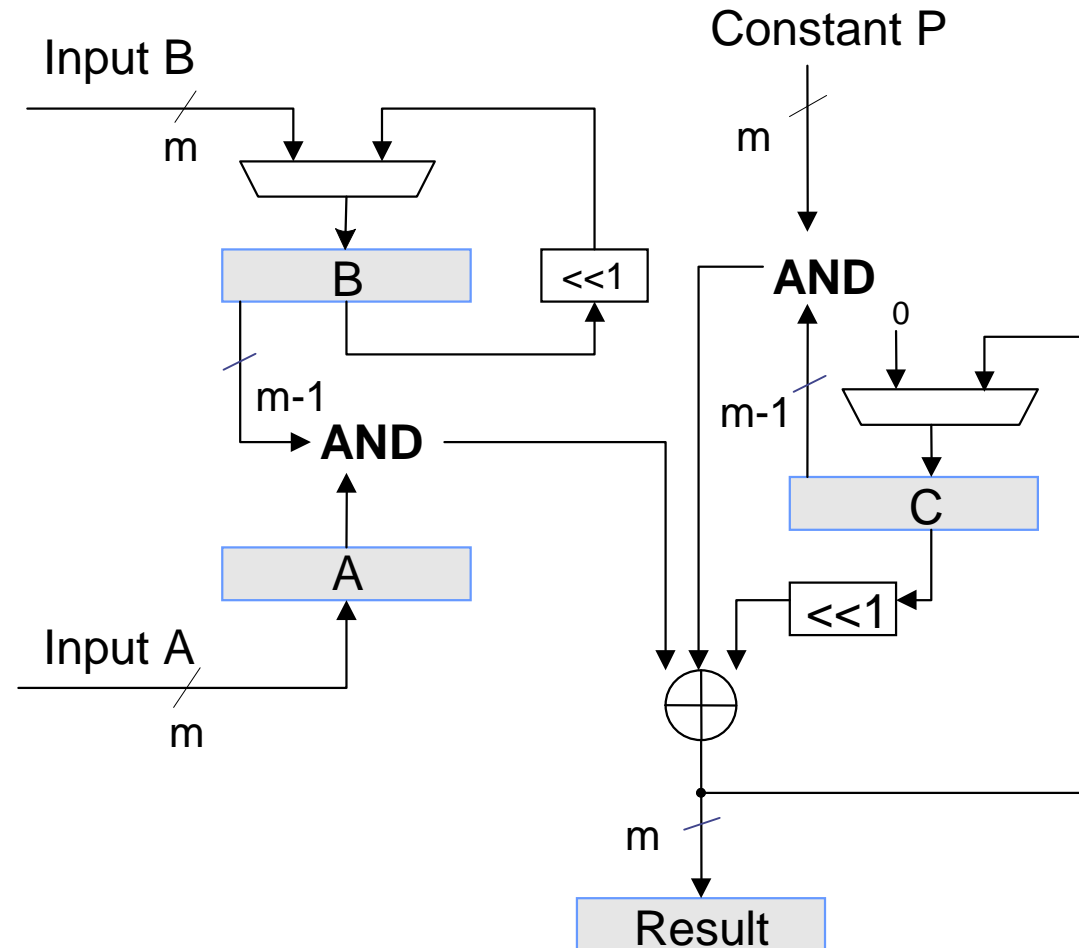 Constant P
Input B
m
m
B
<<1
AND
0
m-1
m-1
AND
C
A
<<1
Input A
m
m
Result